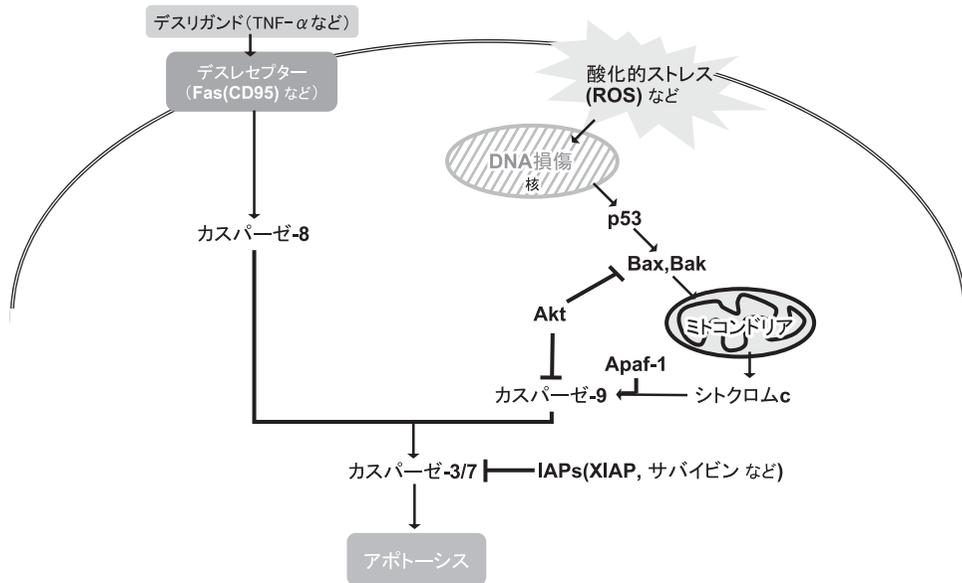 デスリガンド(TNF-αなど)
デスレセプター
(Fas(CD95) など)
酸化的ストレス
(ROS) など
DNA損傷
核
p53
カスパーゼ-8
Bax,Bak
ミトコンドリア
Akt
Apaf-1
カスパーゼ-9
シトクロムc
カスパーゼ-3/7
IAPs(XIAP, サバイビン など)
アポトーシス